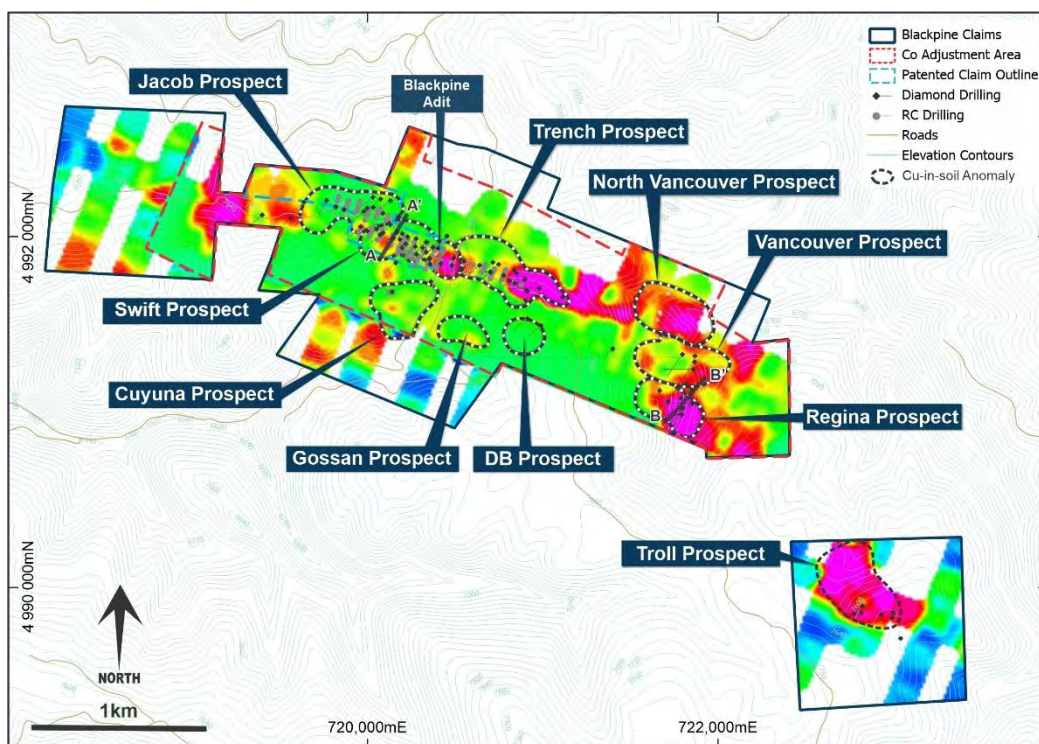 Blackpine Claims
Co Adjustment Area
Patented Claim Outline
Diamond Drilling
RC Drilling
Roads
Elevation Contours
Cu-in-soil Anomaly
Jacob Prospect
Blackpine
Adit
Trench Prospect
North Vancouver Prospect
Vancouver Prospect
A'
A
Swift Prospect
Cuyuna Prospect
Gossan Prospect
DB Prospect
B'
B
Regina Prospect
Troll Prospect
4 992 000mN
4 990 000mN
NORTH
1km
720,000mE
722,000mE